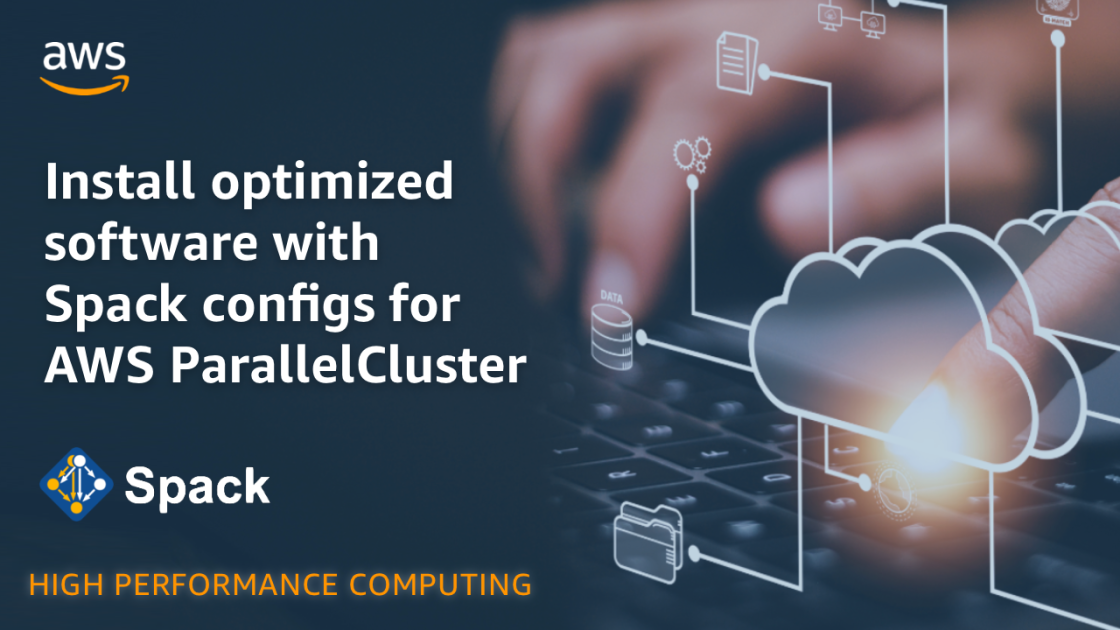 aws
Install optimized
software with
Spack configs for
AWS ParallelCluster
Spack
HIGH PERFORMANCE COMPUTING
DATA